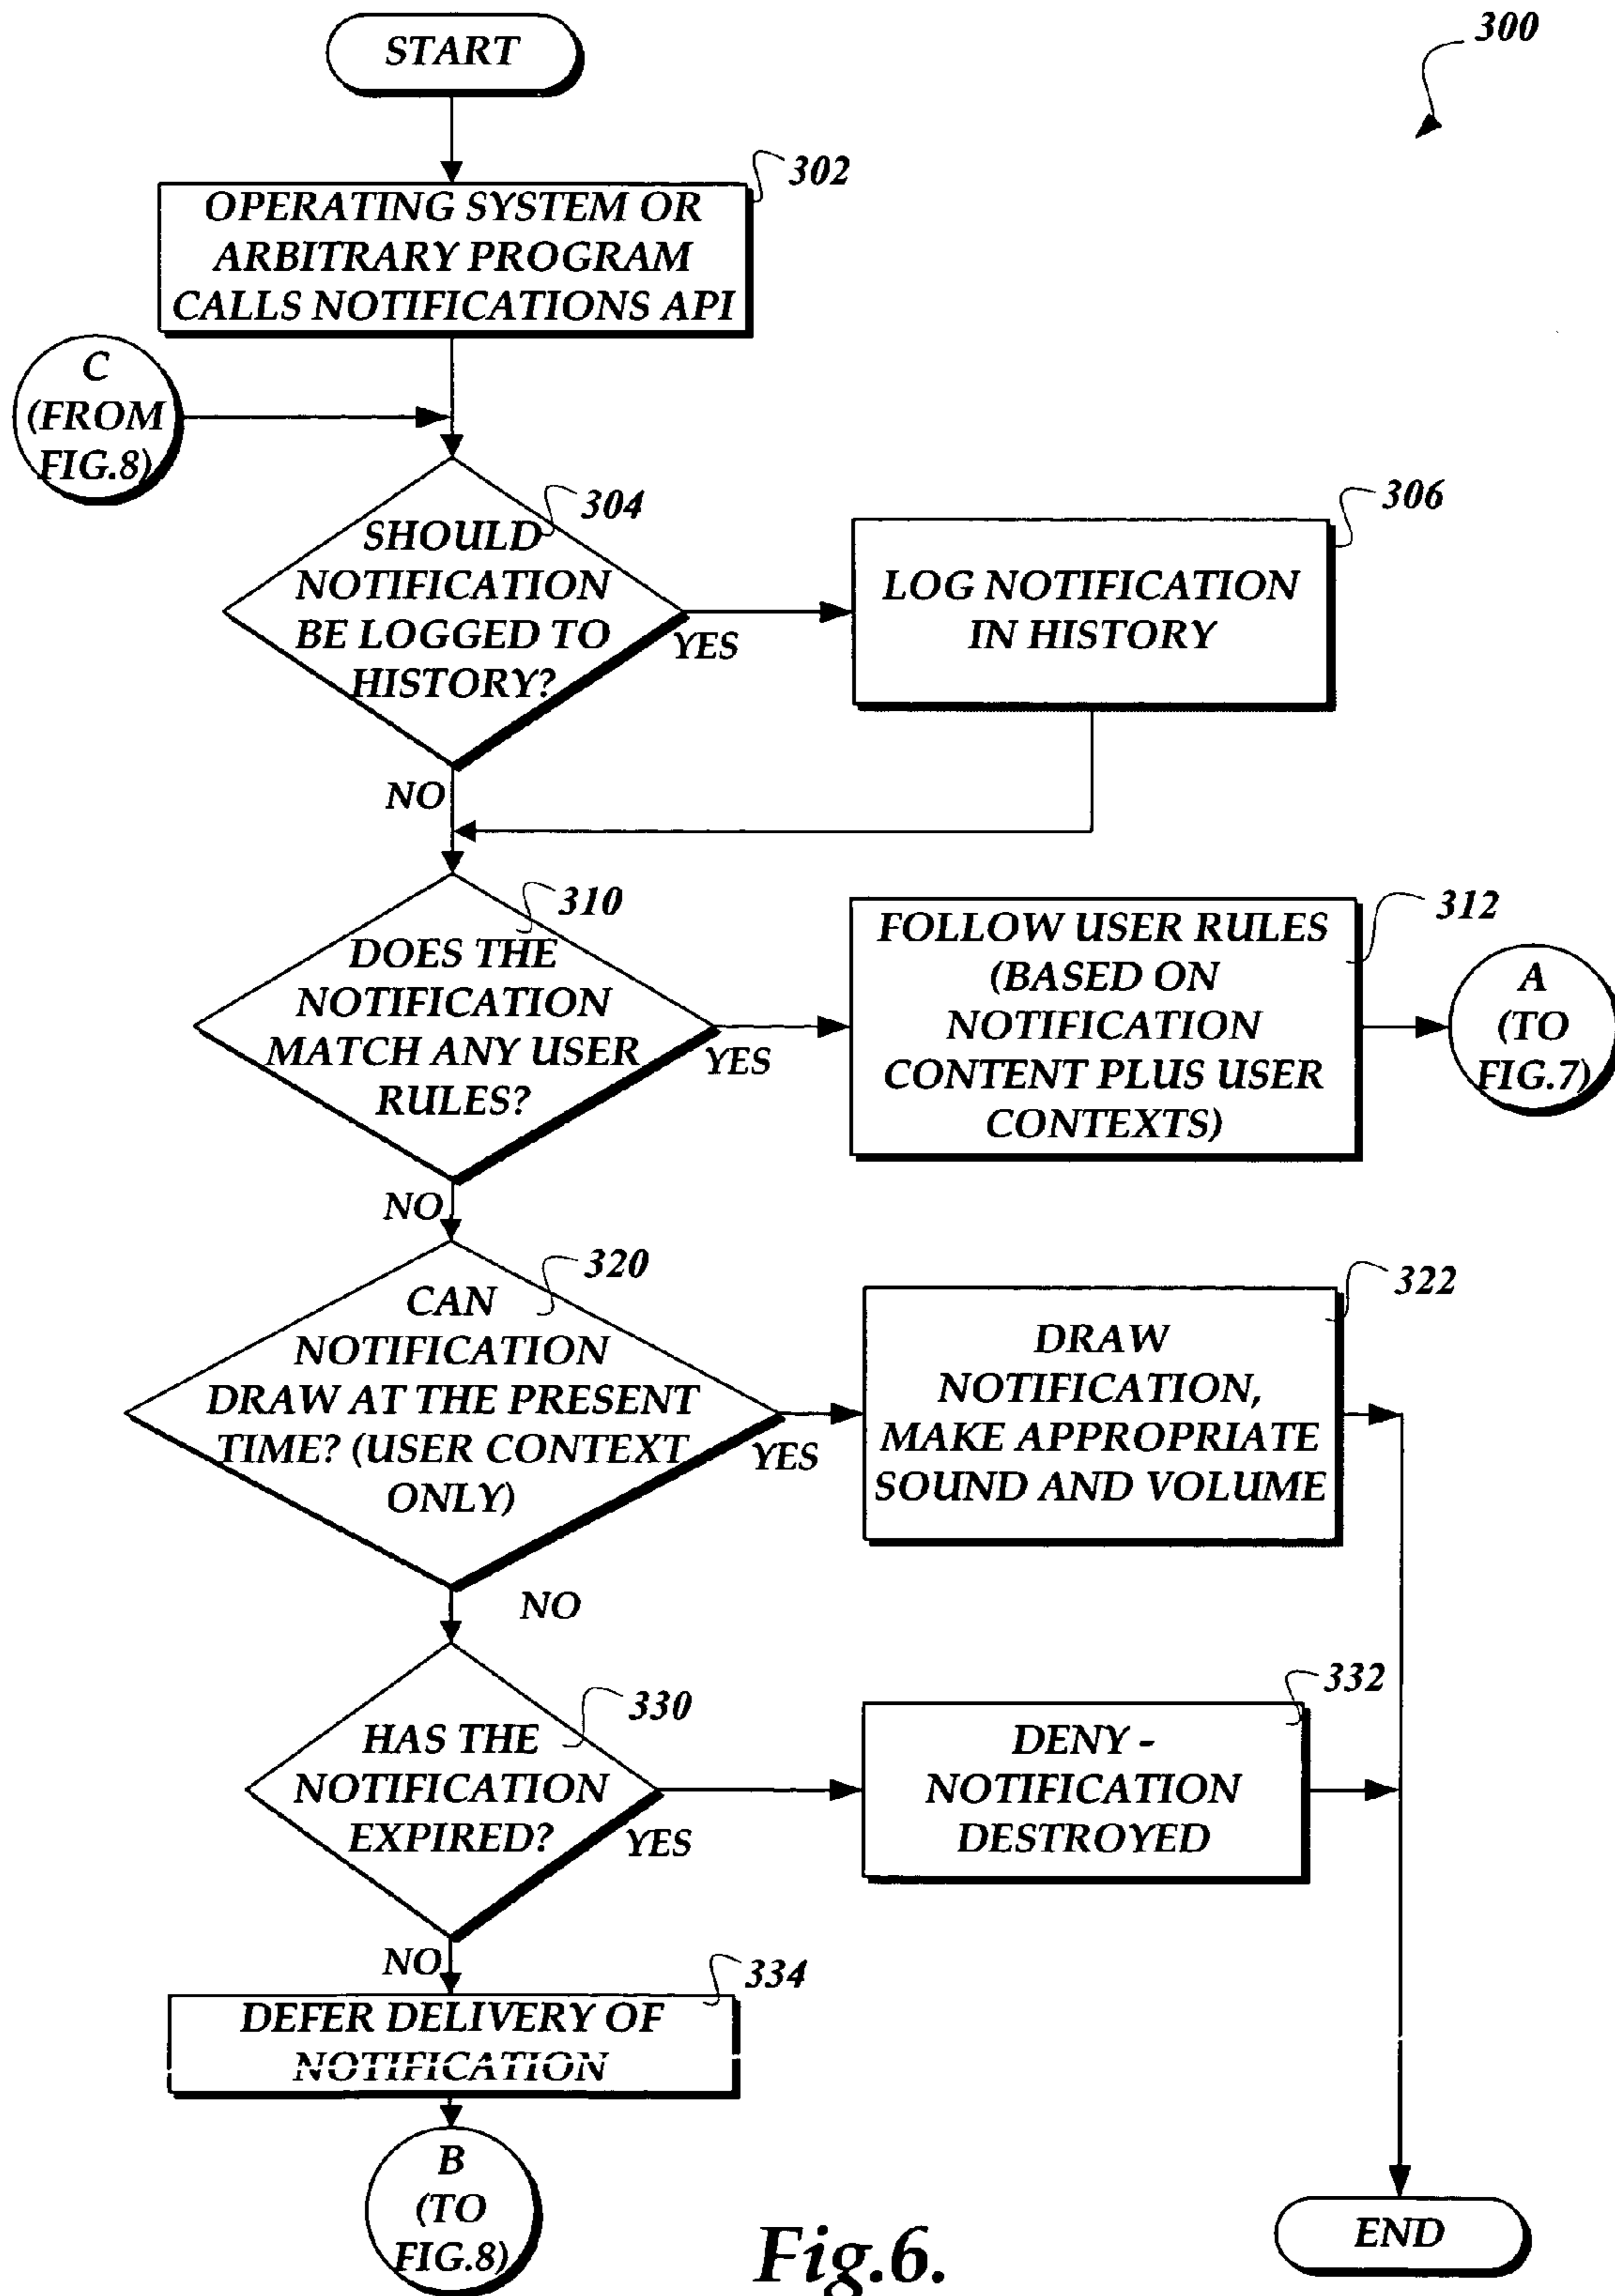 START
300
302
OPERATING SYSTEM OR
ARBITRARY PROGRAM
CALLS NOTIFICATIONS API
C
(FROM
FIG.8)
304
SHOULD
NOTIFICATION
BE LOGGED TO
HISTORY?
YES
306
LOG NOTIFICATION
IN HISTORY
NO
310
DOES THE
NOTIFICATION
MATCH ANY USER
RULES?
YES
312
FOLLOW USER RULES
(BASED ON
NOTIFICATION
CONTENT PLUS USER
CONTEXTS)
A
(TO
FIG.7)
NO
320
CAN
NOTIFICATION
DRAW AT THE PRESENT
TIME? (USER CONTEXT
ONLY)
YES
322
DRAW
NOTIFICATION,
MAKE APPROPRIATE
SOUND AND VOLUME
NO
330
HAS THE
NOTIFICATION
EXPIRED?
YES
332
DENY -
NOTIFICATION
DESTROYED
NO
334
DEFER DELIVERY OF
NOTIFICATION
B
(TO
FIG.8)
END
Fig.6.